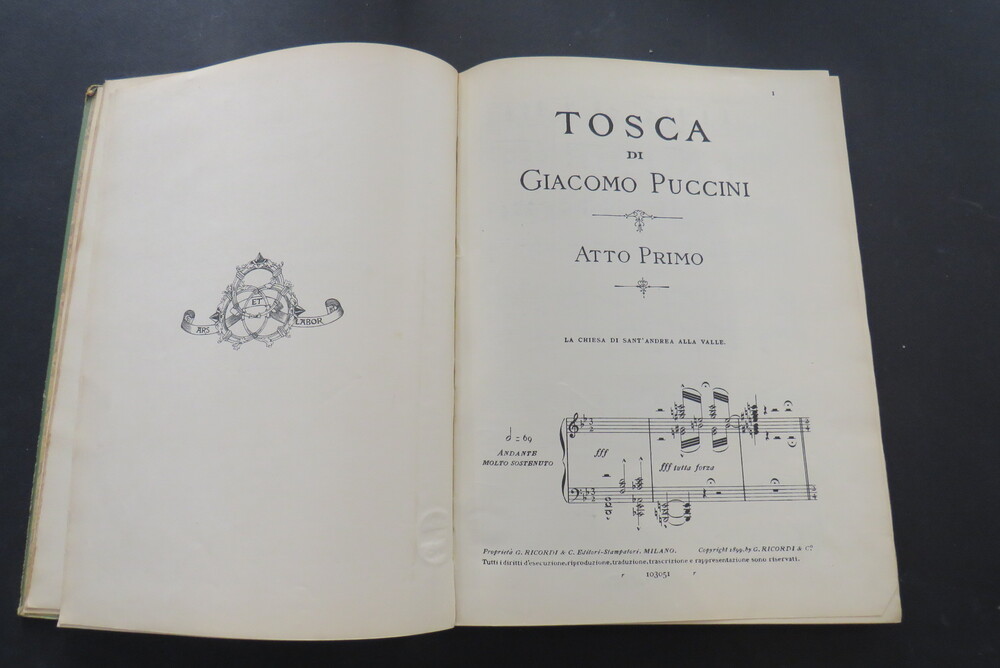 ARS ET LABOR
1
TOSCA
DI
GIACOMO PUCCINI
ATTO PRIMO
LA CHIESA DI SANT'ANDREA ALLA VALLE.
= 69
ANDANTE
MOLTO SOSTENUTO
fff
fff tutta forza
Proprietà G. RICORDI & C. Editori-Stampatori, MILANO. Copyright 1899, by G. RICORDI & Co.
Tutti i diritti d'esecuzione, riproduzione, traduzione, trascrizione e rappresentazione sono riservati.
103051